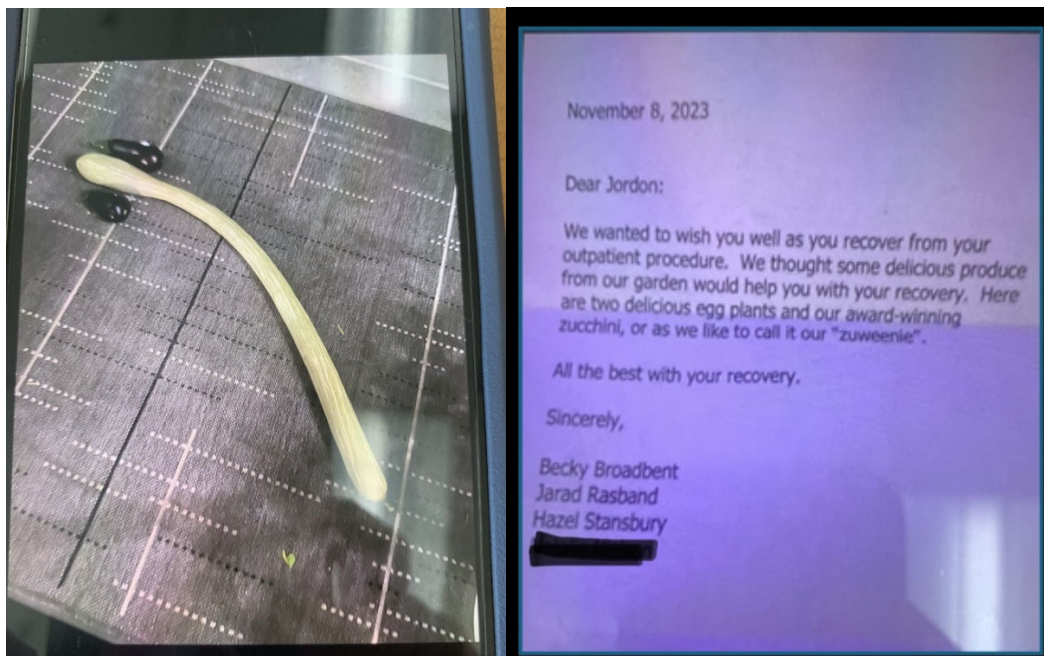 November 8, 2023
Dear Jordon:
We wanted to wish you well as you recover from your
outpatient procedure. We thought some delicious produce
from our garden would help you with your recovery. Here
are two delicious egg plants and our award-winning
zucchini, or as we like to call it our "zuweenie".
All the best with your recovery.
Sincerely,
Becky Broadbent
Jarad Rasband
Hazel Stansbury